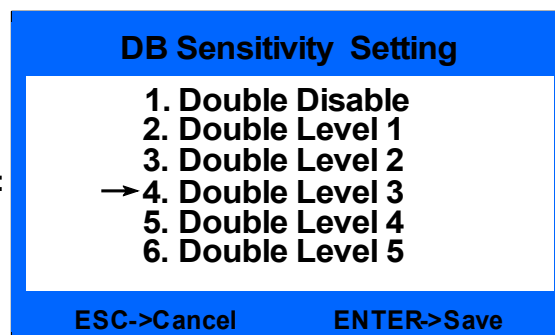 DB Sensitivity Setting
1. Double Disable
2. Double Level 1
3. Double Level 2
→4. Double Level 3
5. Double Level 4
6. Double Level 5
ESC->Cancel ENTER->Save